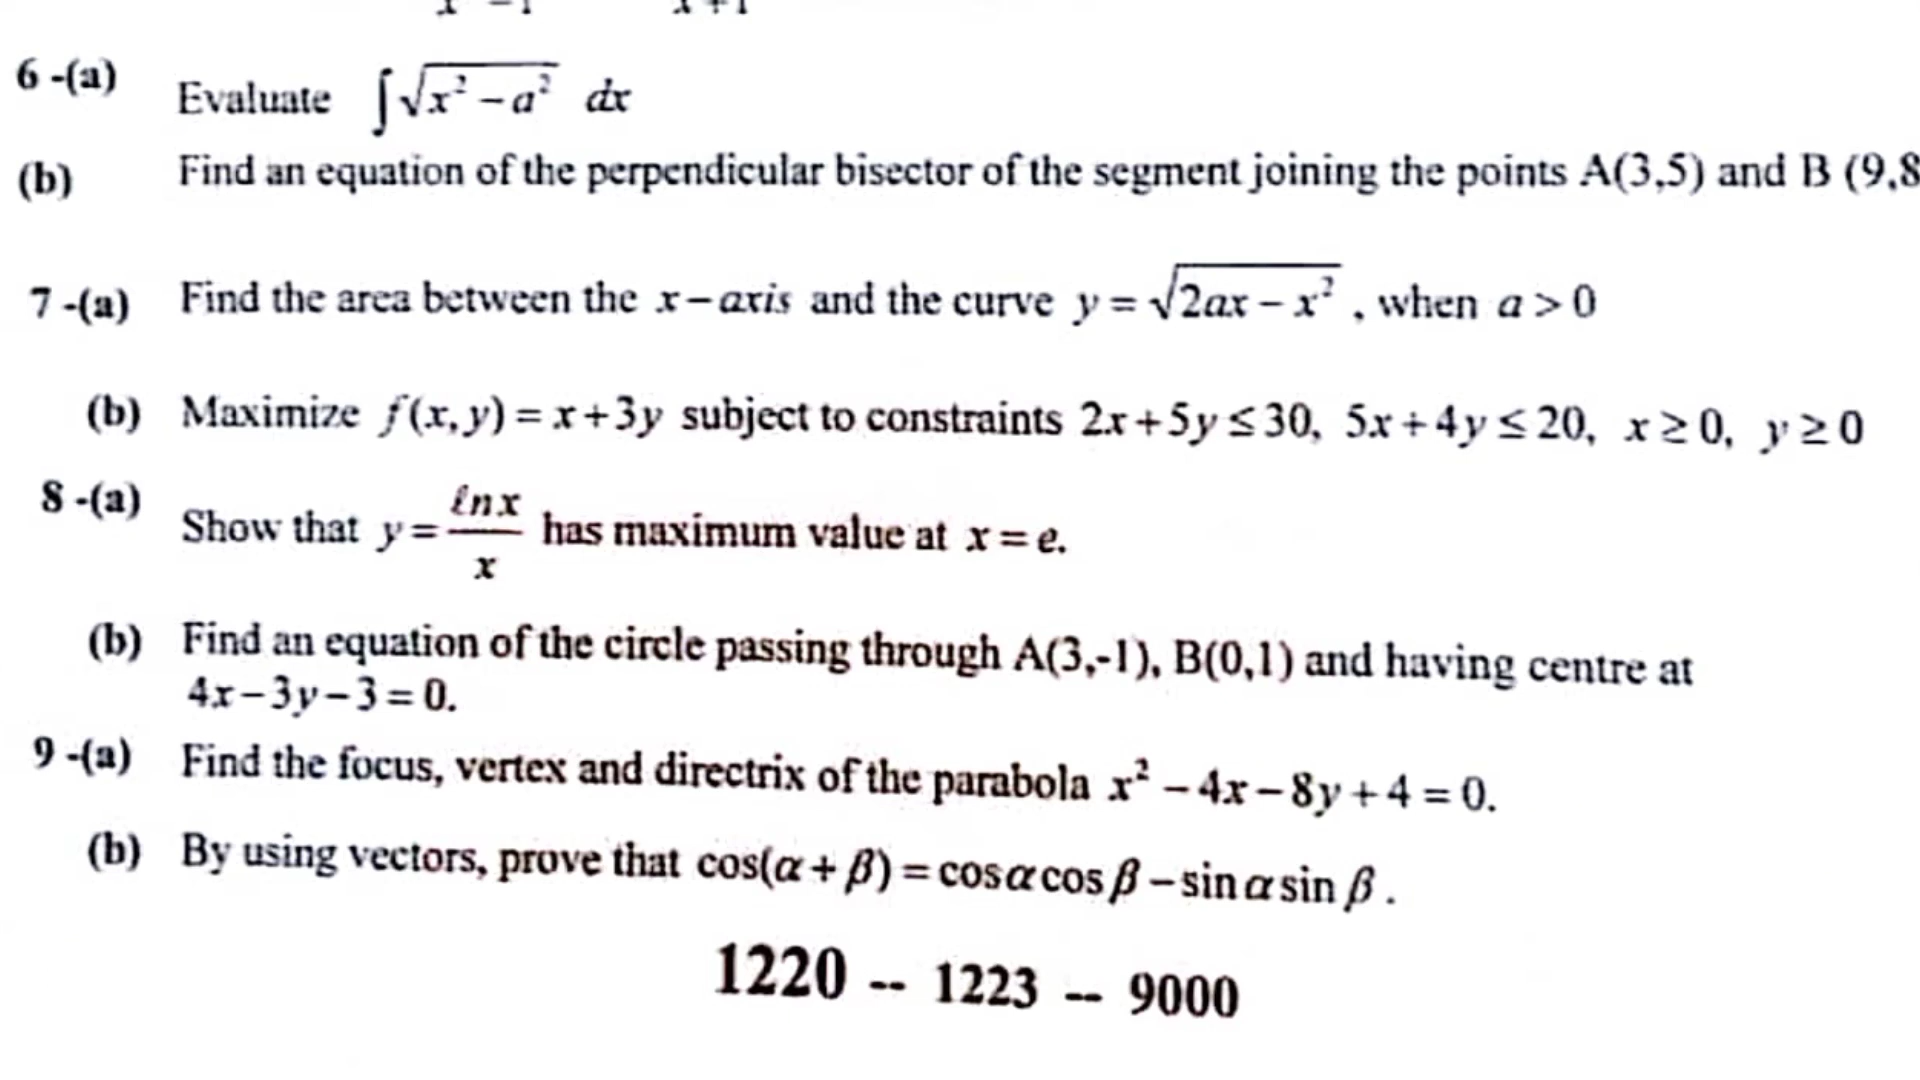 6 -(a) Evaluate ∫√x² – a² dx
(b) Find an equation of the perpendicular bisector of the segment joining the points A(3,5) and B (9,8
7 -(a) Find the area between the x – axis and the curve y = √2ax – x² , when a > 0
(b) Maximize f(x, y) = x + 3y subject to constraints 2x + 5y ≤ 30, 5x + 4y ≤ 20, x ≥ 0, y ≥ 0
8 -(a) Show that y = ℓnx/x has maximum value at x = e.
(b) Find an equation of the circle passing through A(3,-1), B(0,1) and having centre at
4x – 3y – 3 = 0.
9 -(a) Find the focus, vertex and directrix of the parabola x² – 4x – 8y + 4 = 0.
(b) By using vectors, prove that cos(α + β) = cos α cos β – sin α sin β .
1220 -- 1223 -- 9000